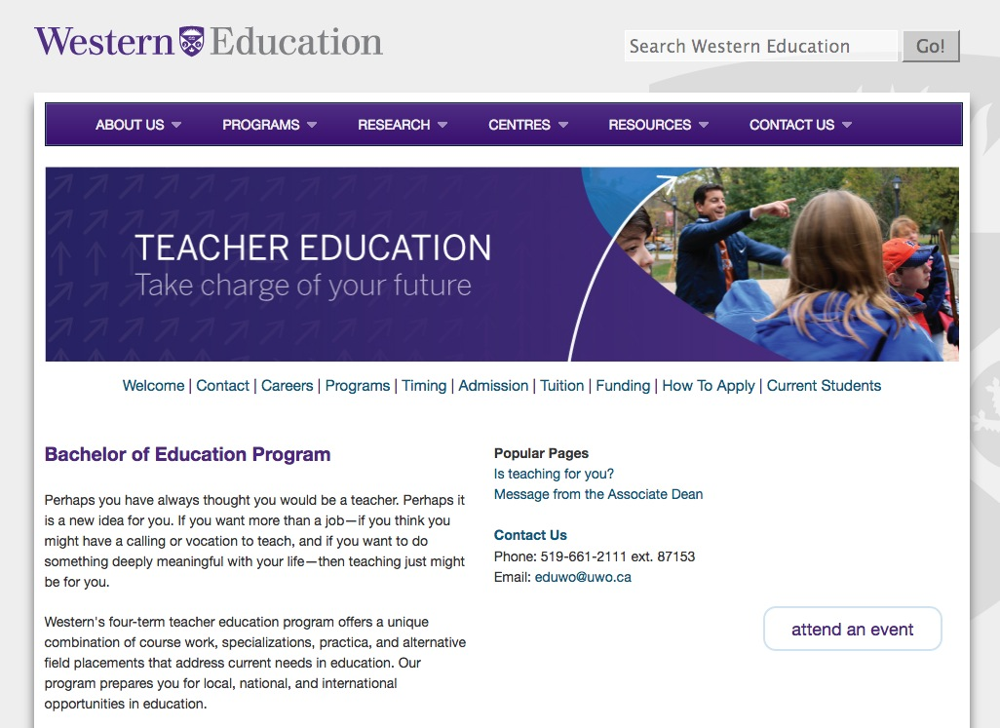 Western Education
Search Western Education
Go!
ABOUT US
PROGRAMS
RESEARCH
CENTRES
RESOURCES
CONTACT US
TEACHER EDUCATION
Take charge of your future
Welcome | Contact | Careers | Programs | Timing | Admission | Tuition | Funding | How To Apply | Current Students
Bachelor of Education Program
Perhaps you have always thought you would be a teacher. Perhaps it
is a new idea for you. If you want more than a job—if you think you
might have a calling or vocation to teach, and if you want to do
something deeply meaningful with your life—then teaching just might
be for you.
Western's four-term teacher education program offers a unique
combination of course work, specializations, practica, and alternative
field placements that address current needs in education. Our
program prepares you for local, national, and international
opportunities in education.
Popular Pages
Is teaching for you?
Message from the Associate Dean
Contact Us
Phone: 519-661-2111 ext. 87153
Email: eduwo@uwo.ca
attend an event